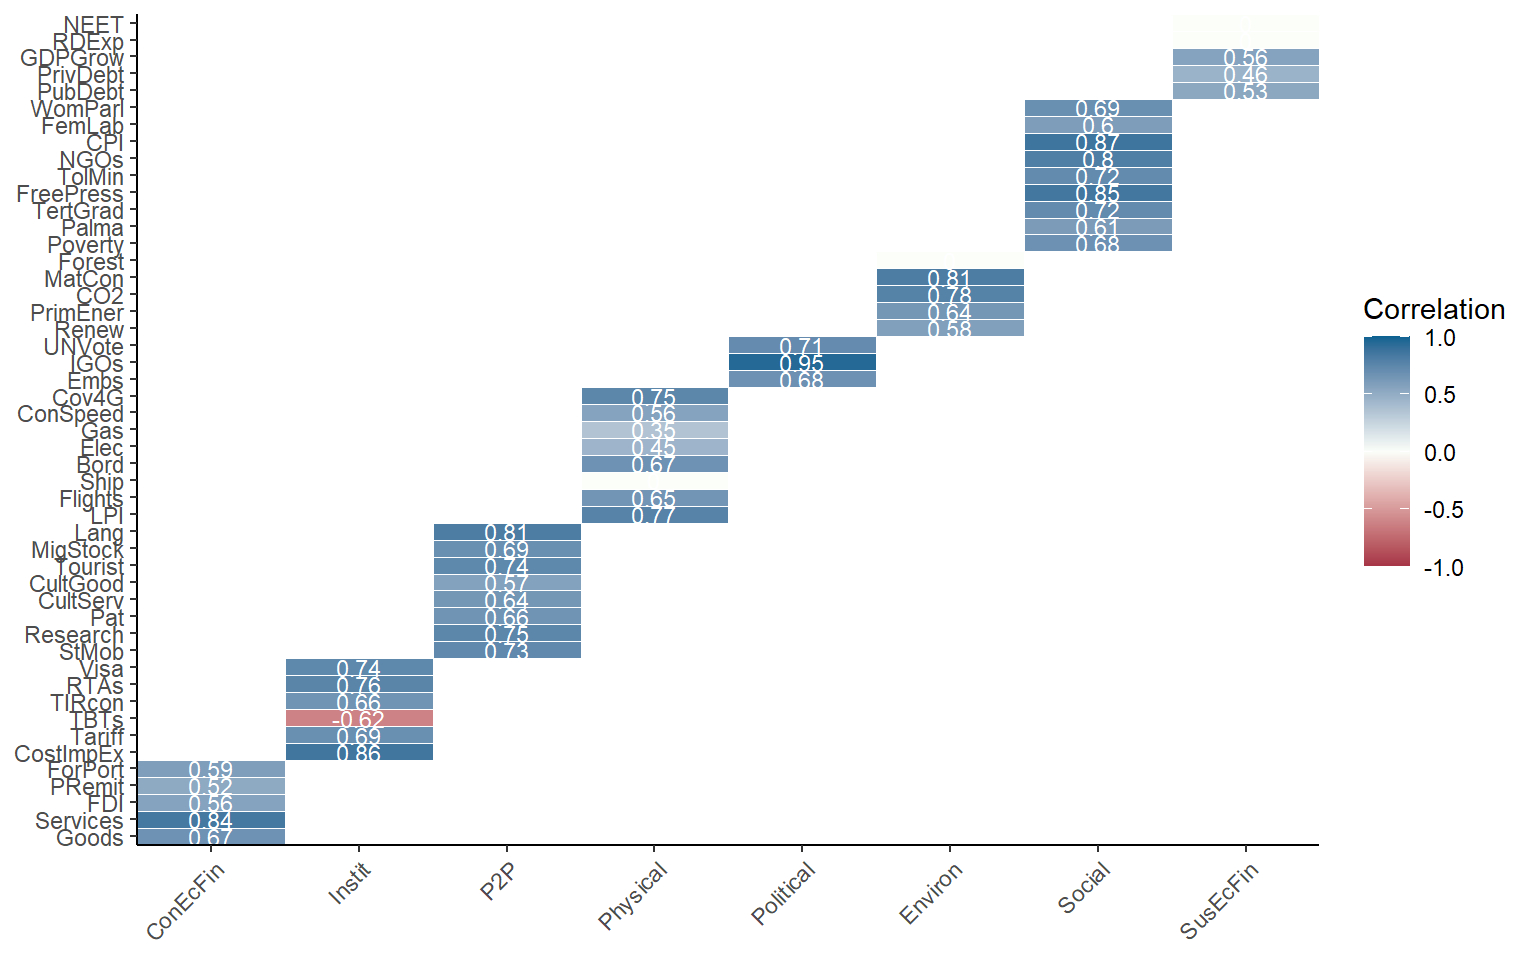 NEET
RDExp
GDPGrow 0.56
PrivDebt 0.46
PubDebt 0.53
WomParl 0.69
FemLab 0.6
CPI 0.87
NGOs 0.8
TolMin 0.72
FreePress 0.85
TertGrad 0.72
Palma 0.61
Poverty 0.68
Forest
MatCon 0.81
CO2 0.78
PrimEner 0.64
Renew 0.58
UNVote 0.71
IGOs 0.95
Embs 0.68
Cov4G 0.75
ConSpeed 0.56
Gas 0.35
Elec 0.45
Bord 0.67
Ship
Flights 0.65
LPI 0.77
Lang 0.81
MigStock 0.69
Tourist 0.74
CultGood 0.57
CultServ 0.64
Pat 0.66
Research 0.75
StMob 0.73
Visa 0.74
RTAs 0.76
TIRcon 0.66
TBTs -0.62
Tariff 0.69
CostImpEx 0.86
ForPort 0.59
PRemit 0.52
FDI 0.56
Services 0.84
Goods 0.67
ConEcFin Instit P2P Physical Political Environ Social SusEcFin
Correlation
1.0
0.5
0.0
-0.5
-1.0